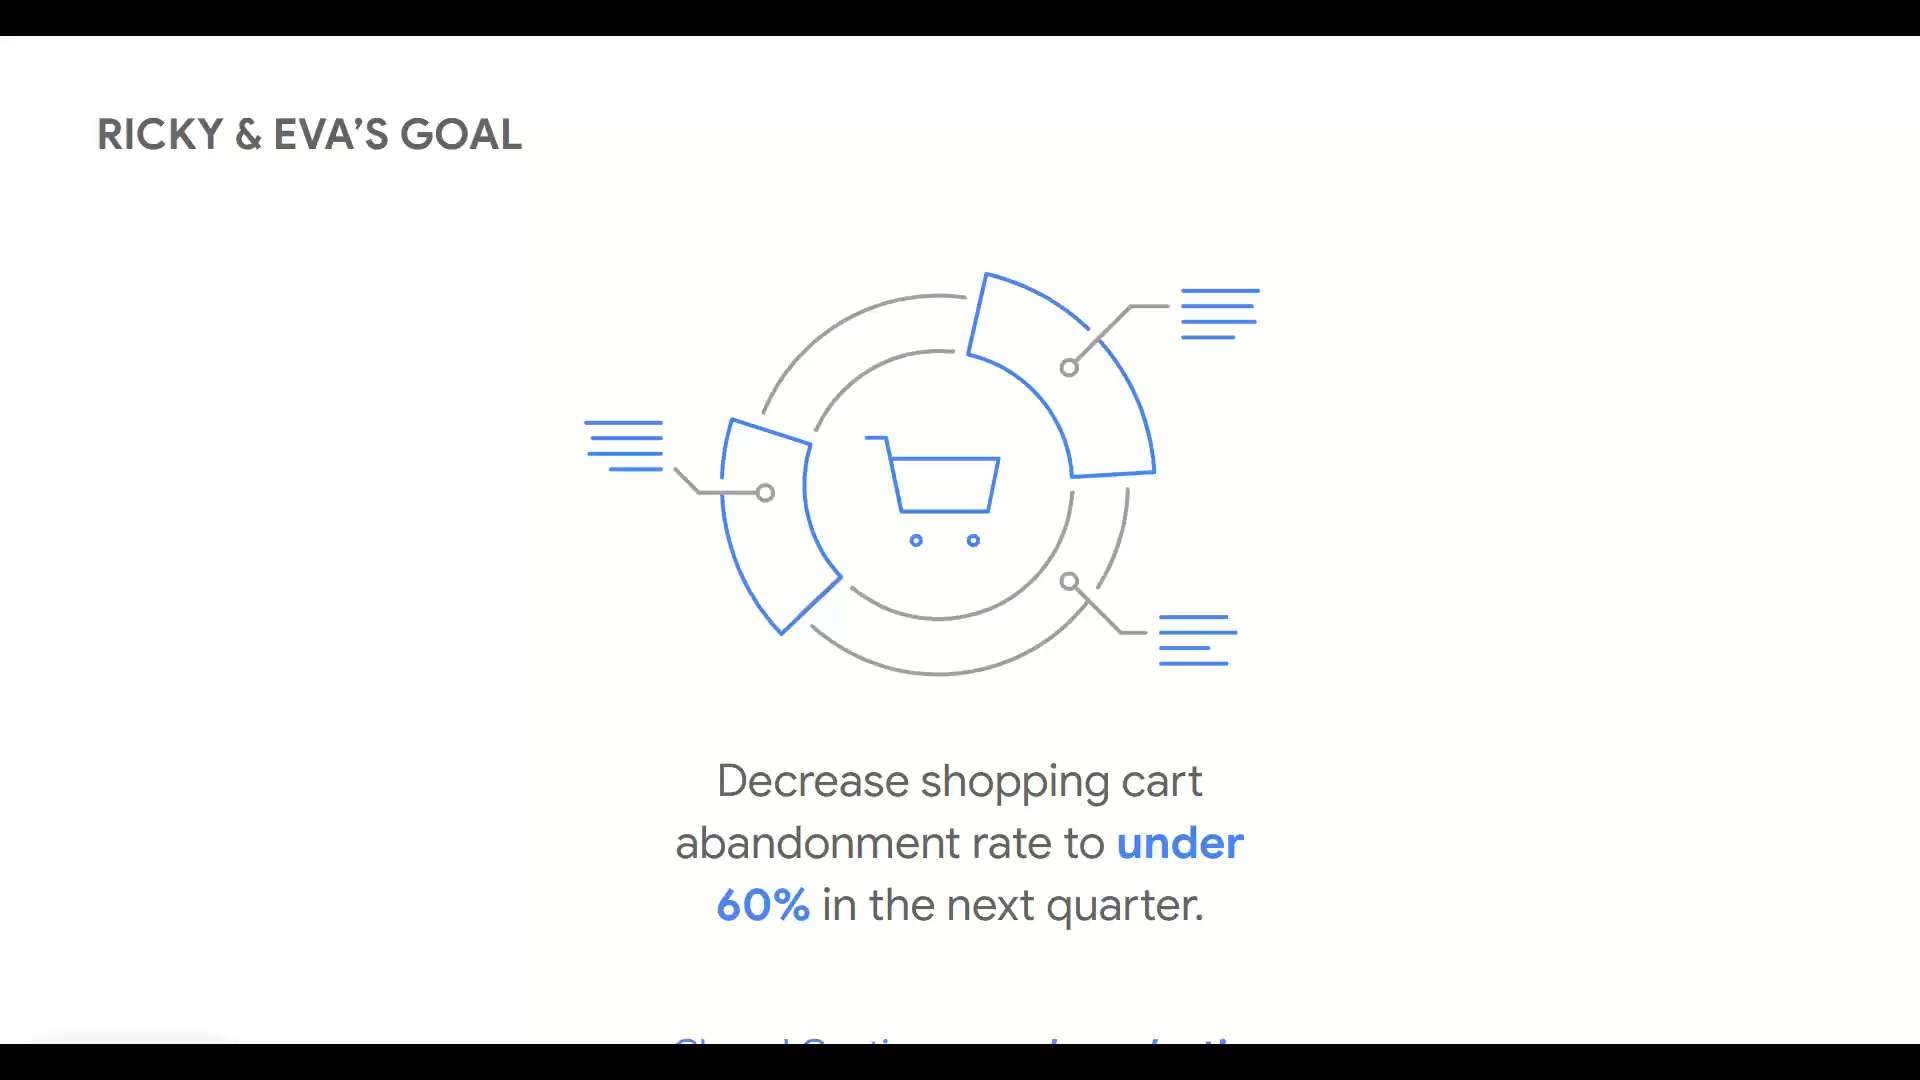 RICKY & EVA’S GOAL
Decrease shopping cart
abandonment rate to under
60% in the next quarter.